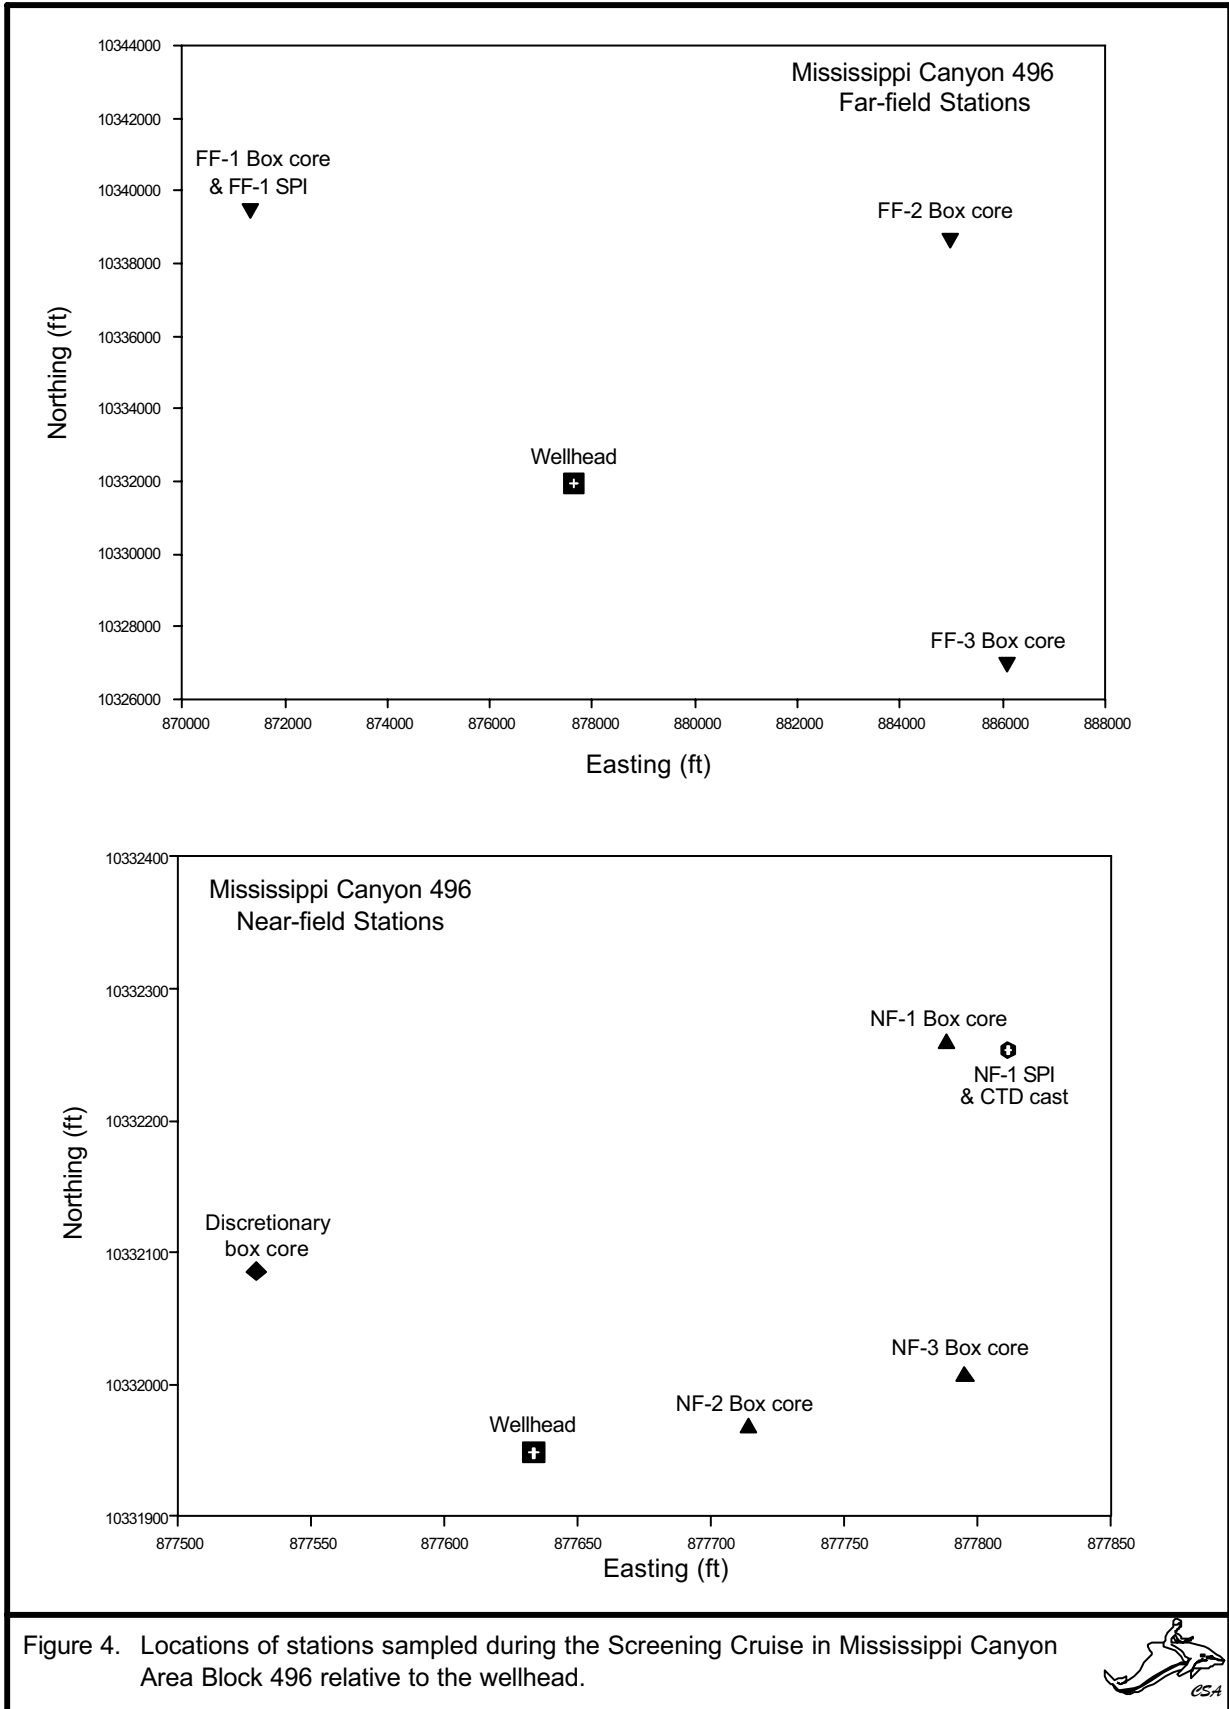 10344000
10342000
10340000
10338000
10336000
10334000
10332000
10330000
10328000
10326000
Northing (ft)
Mississippi Canyon 496
Far-field Stations
FF-1 Box core
& FF-1 SPI
FF-2 Box core
Wellhead
FF-3 Box core
870000 872000 874000 876000 878000 880000 882000 884000 886000 888000
Easting (ft)
10332400
10332300
10332200
10332100
10332000
10331900
Northing (ft)
Mississippi Canyon 496
Near-field Stations
NF-1 Box core
NF-1 SPI
& CTD cast
Discretionary
box core
NF-3 Box core
NF-2 Box core
Wellhead
877500 877550 877600 877650 877700 877750 877800 877850
Easting (ft)
Figure 4. Locations of stations sampled during the Screening Cruise in Mississippi Canyon
Area Block 496 relative to the wellhead.
CSA